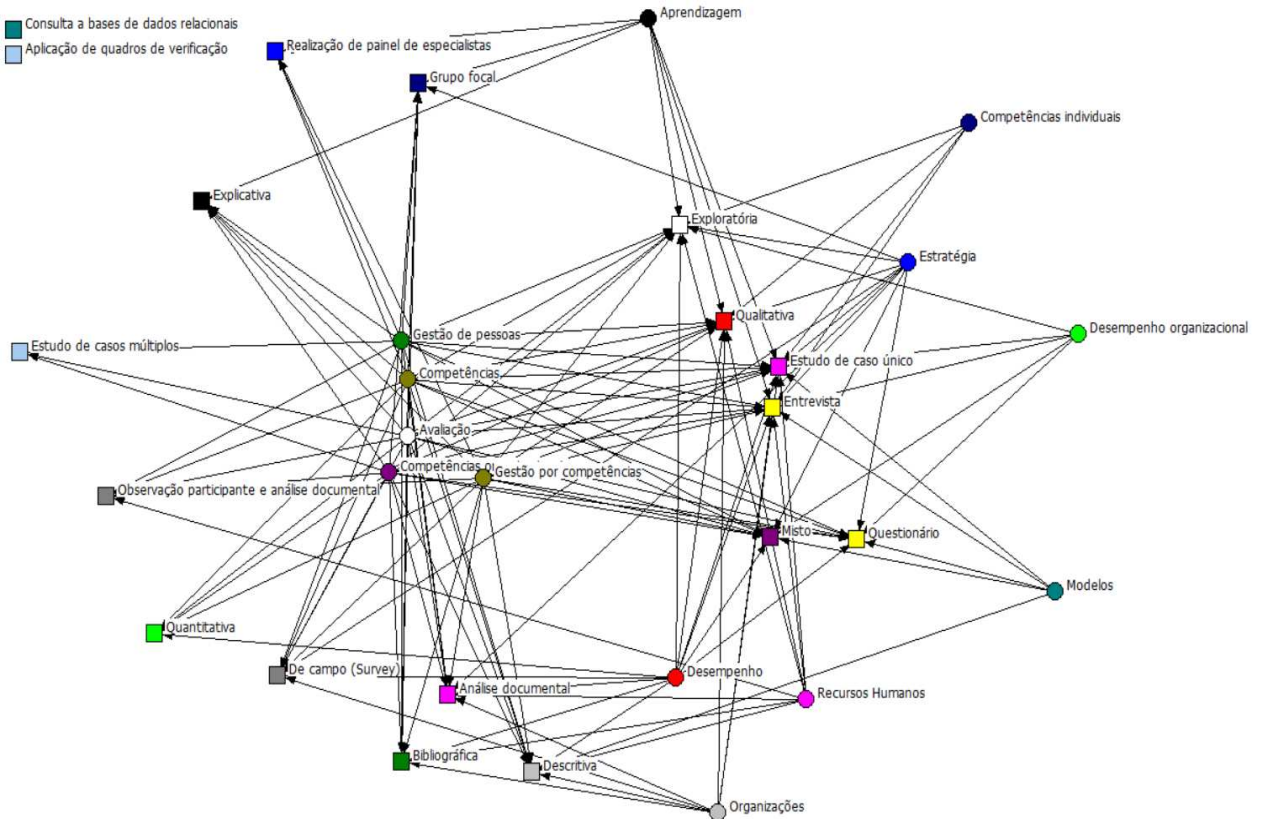 Aprendizagem
Consulta a bases de dados relacionais
Realização de painel de especialistas
Aplicação de quadros de verificação
Grupo focal
Competências individuais
Explicativa
Exploratória
Estratégia
Qualitativa
Desempenho organizacional
Gestão de pessoas
Estudo de casos múltiplos
Estudo de caso único
Competências
Entrevista
Avaliação
Competências
Gestão por competências
Observação participante e análise documental
Misto
Questionário
Modelos
Quantitativa
De campo (Survey)
Desempenho
Análise documental
Recursos Humanos
Bibliográfica
Descritiva
Organizações